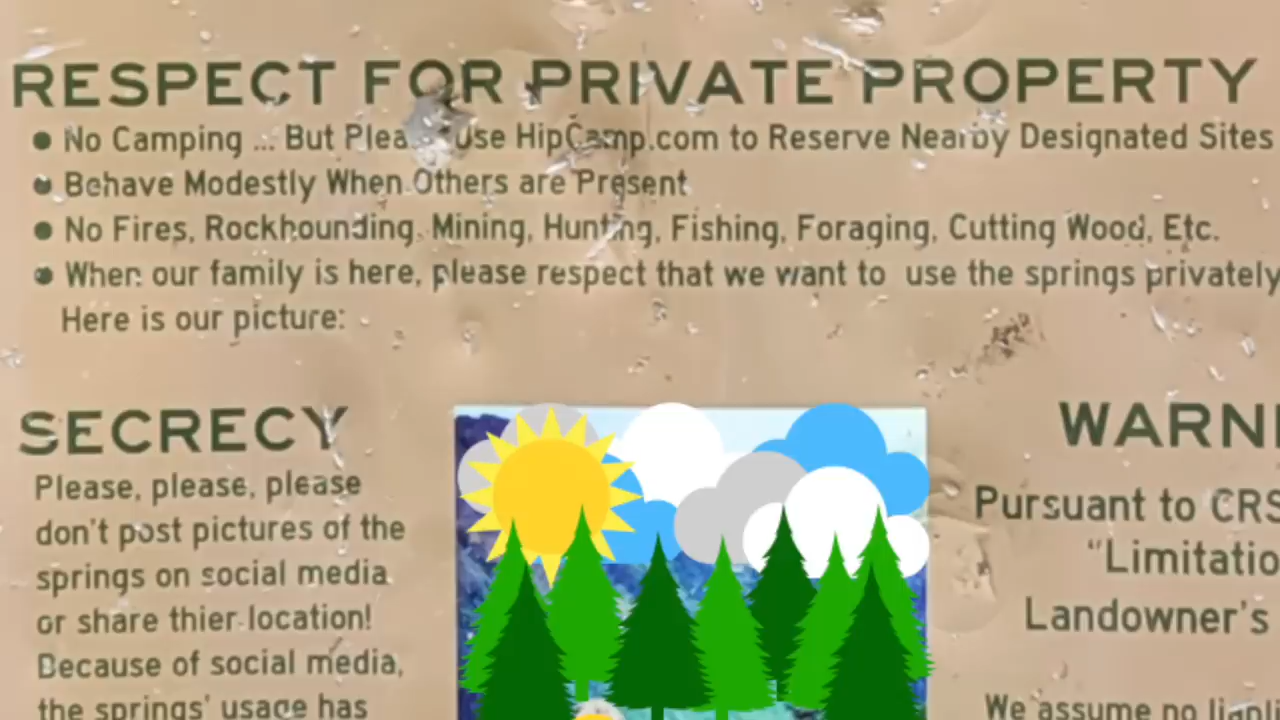 RESPECT FOR PRIVATE PROPERTY
• No Camping ... But Please Use HipCamp.com to Reserve Nearby Designated Sites
• Behave Modestly When Others are Present
• No Fires, Rockhounding, Mining, Hunting, Fishing, Foraging, Cutting Wood, Etc.
• When our family is here, please respect that we want to use the springs privately
Here is our picture:
SECRECY
Please, please, please
don't post pictures of the
springs on social media
or share thier location!
Because of social media,
the springs' usage has
WARNI
Pursuant to CRS
"Limitatio
Landowner's
We assume no